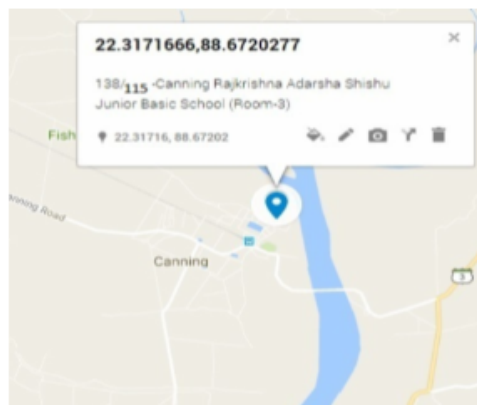 22.3171666,88.6720277
138/115 -Canning Rajkrishna Adarsha Shishu
Junior Basic School (Room-3)
22.31716, 88.67202
Fish
Canning Road
Canning
3